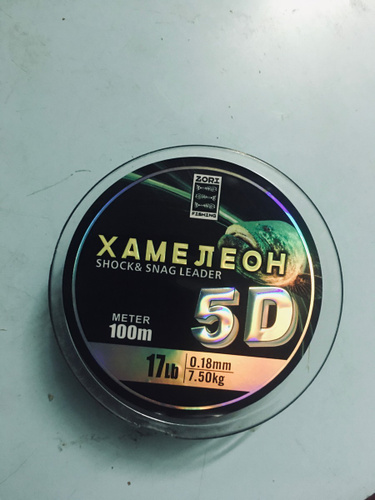 ZORI
FISHING
ХАМЕЛЕОН
SHOCK & SNAG LEADER
5D
METER
100m
17LB
0.18mm
7.50kg